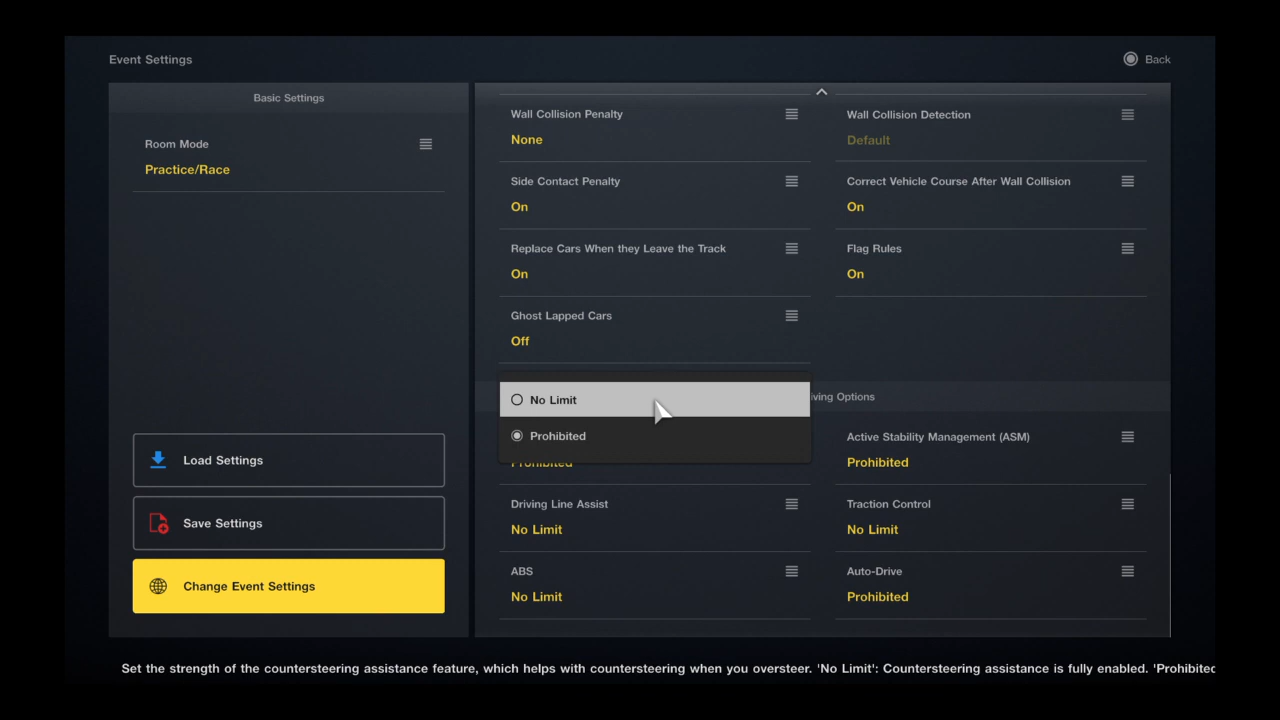 Event Settings
Back
Basic Settings
Room Mode
Practice/Race
Load Settings
Save Settings
Change Event Settings
Wall Collision Penalty
None
Wall Collision Detection
Default
Side Contact Penalty
On
Correct Vehicle Course After Wall Collision
On
Replace Cars When they Leave the Track
On
Flag Rules
On
Ghost Lapped Cars
Off
Options
No Limit
Prohibited
Prohibited
Active Stability Management (ASM)
Prohibited
Driving Line Assist
No Limit
Traction Control
No Limit
ABS
No Limit
Auto-Drive
Prohibited
Set the strength of the countersteering assistance feature, which helps with countersteering when you oversteer. 'No Limit': Countersteering assistance is fully enabled. 'Prohibited